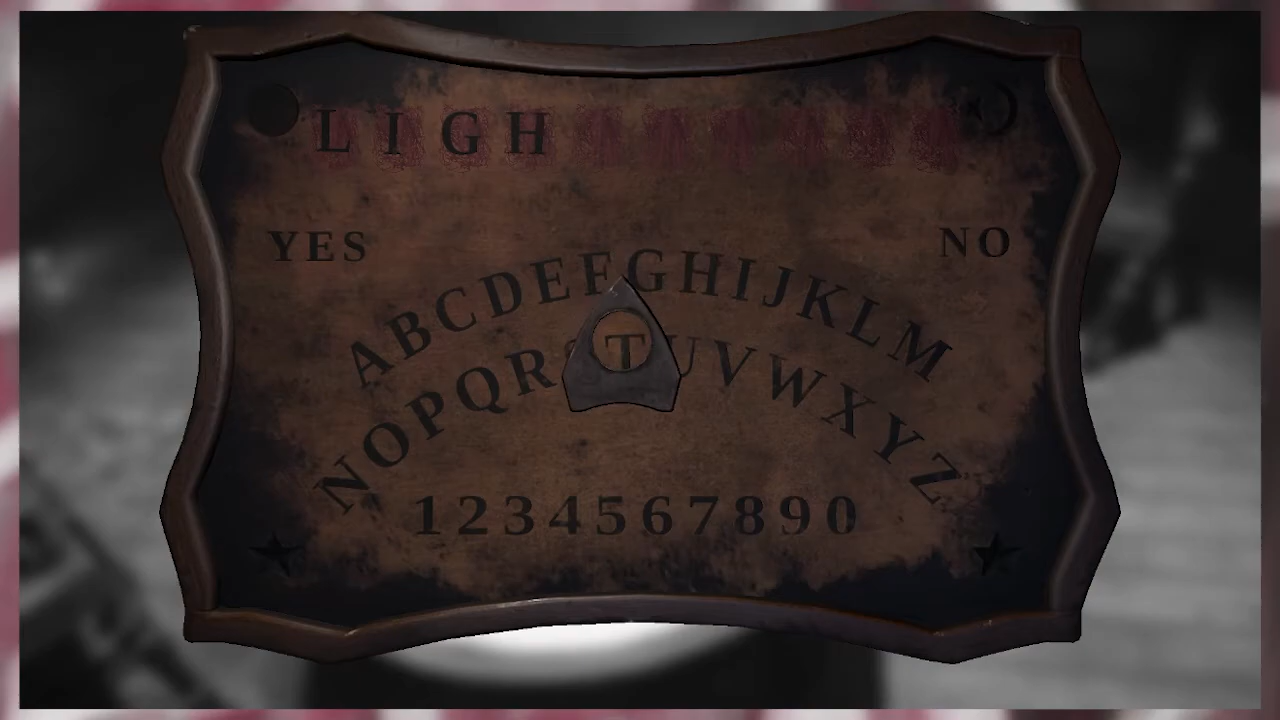 LIGH
YES NO
ABCDEFGHIJKLM
NOPQRSTUVWXYZ
1234567890